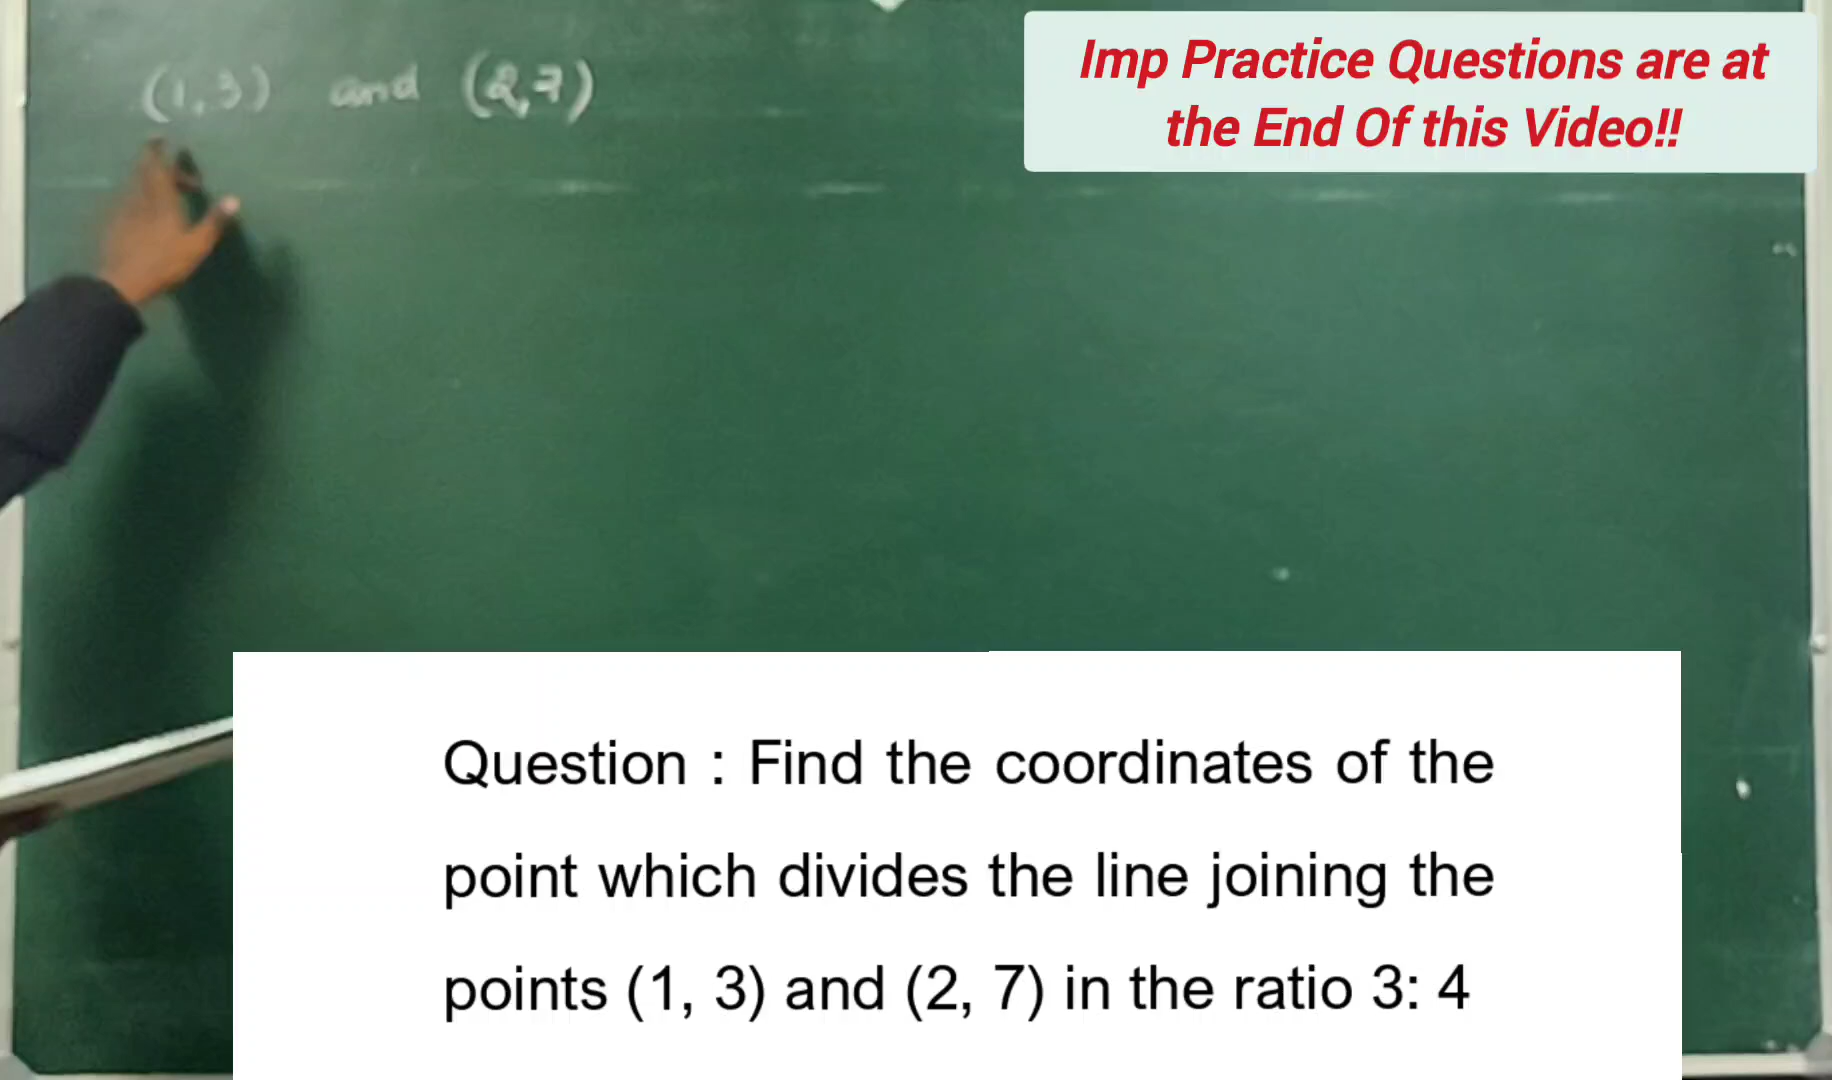 (1,3) and (2,7)
Imp Practice Questions are at
the End Of this Video!!
Question : Find the coordinates of the
point which divides the line joining the
points (1, 3) and (2, 7) in the ratio 3: 4